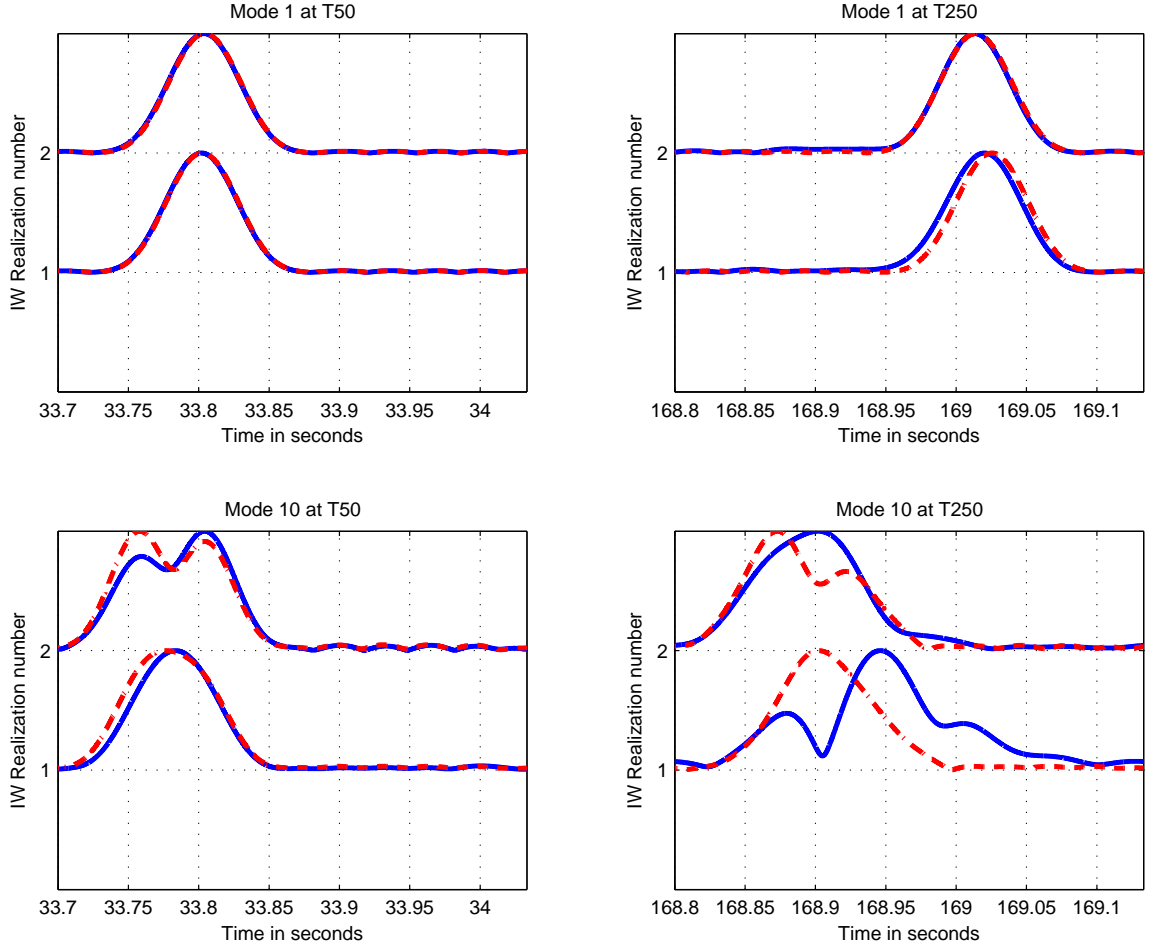 Mode 1 at T50
IW Realization number
2
1
33.7 33.75 33.8 33.85 33.9 33.95 34
Time in seconds
Mode 1 at T250
IW Realization number
2
1
168.8 168.85 168.9 168.95 169 169.05 169.1
Time in seconds
Mode 10 at T50
IW Realization number
2
1
33.7 33.75 33.8 33.85 33.9 33.95 34
Time in seconds
Mode 10 at T250
IW Realization number
2
1
168.8 168.85 168.9 168.95 169 169.05 169.1
Time in seconds